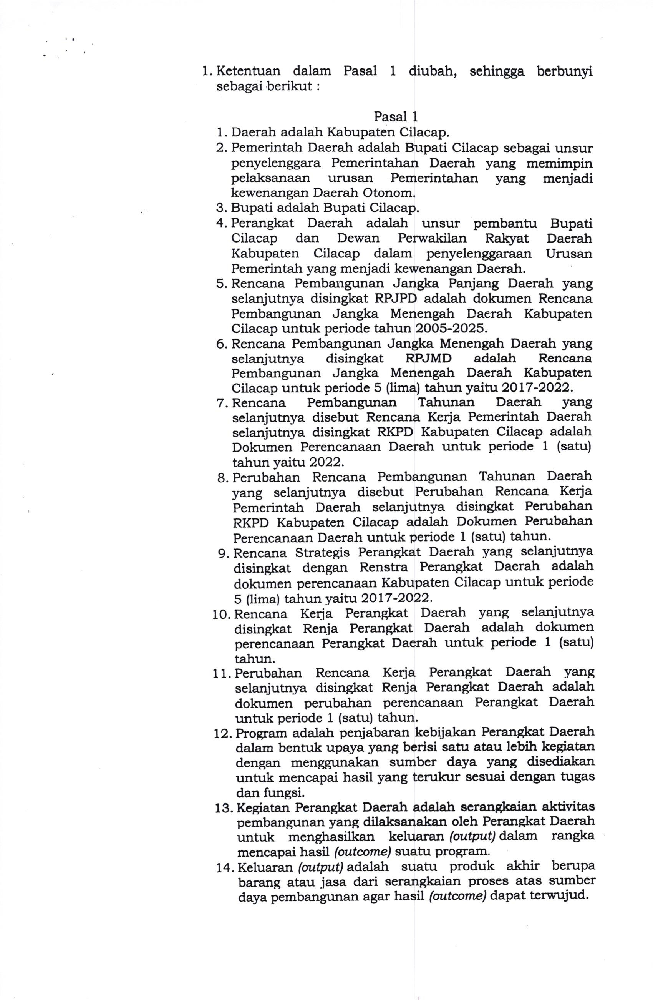 1. Ketentuan dalam Pasal 1 diubah, sehingga berbunyi
sebagai berikut :
Pasal 1
1. Daerah adalah Kabupaten Cilacap.
2. Pemerintah Daerah adalah Bupati Cilacap sebagai unsur
penyelenggara Pemerintahan Daerah yang memimpin
pelaksanaan urusan Pemerintahan yang menjadi
kewenangan Daerah Otonom.
3. Bupati adalah Bupati Cilacap.
4. Perangkat Daerah adalah unsur pembantu Bupati
Cilacap dan Dewan Perwakilan Rakyat Daerah
Kabupaten Cilacap dalam penyelenggaraan Urusan
Pemerintah yang menjadi kewenangan Daerah.
5. Rencana Pembangunan Jangka Panjang Daerah yang
selanjutnya disingkat RPJPD adalah dokumen Rencana
Pembangunan Jangka Menengah Daerah Kabupaten
Cilacap untuk periode tahun 2005-2025.
6. Rencana Pembangunan Jangka Menengah Daerah yang
selanjutnya disingkat RPJMD adalah Rencana
Pembangunan Jangka Menengah Daerah Kabupaten
Cilacap untuk periode 5 (lima) tahun yaitu 2017-2022.
7. Rencana Pembangunan Tahunan Daerah yang
selanjutnya disebut Rencana Kerja Pemerintah Daerah
selanjutnya disingkat RKPD Kabupaten Cilacap adalah
Dokumen Perencanaan Daerah untuk periode 1 (satu)
tahun yaitu 2022.
8. Perubahan Rencana Pembangunan Tahunan Daerah
yang selanjutnya disebut Perubahan Rencana Kerja
Pemerintah Daerah selanjutnya disingkat Perubahan
RKPD Kabupaten Cilacap adalah Dokumen Perubahan
Perencanaan Daerah untuk periode 1 (satu) tahun.
9. Rencana Strategis Perangkat Daerah yang selanjutnya
disingkat dengan Renstra Perangkat Daerah adalah
dokumen perencanaan Kabupaten Cilacap untuk periode
5 (lima) tahun yaitu 2017-2022.
10. Rencana Kerja Perangkat Daerah yang selanjutnya
disingkat Renja Perangkat Daerah adalah dokumen
perencanaan Perangkat Daerah untuk periode 1 (satu)
tahun.
11. Perubahan Rencana Kerja Perangkat Daerah yang
selanjutnya disingkat Renja Perangkat Daerah adalah
dokumen perubahan perencanaan Perangkat Daerah
untuk periode 1 (satu) tahun.
12. Program adalah penjabaran kebijakan Perangkat Daerah
dalam bentuk upaya yang berisi satu atau lebih kegiatan
dengan menggunakan sumber daya yang disediakan
untuk mencapai hasil yang terukur sesuai dengan tugas
dan fungsi.
13. Kegiatan Perangkat Daerah adalah serangkaian aktivitas
pembangunan yang dilaksanakan oleh Perangkat Daerah
untuk menghasilkan keluaran (output) dalam rangka
mencapai hasil (outcome) suatu program.
14. Keluaran (output) adalah suatu produk akhir berupa
barang atau jasa dari serangkaian proses atas sumber
daya pembangunan agar hasil (outcome) dapat terwujud.